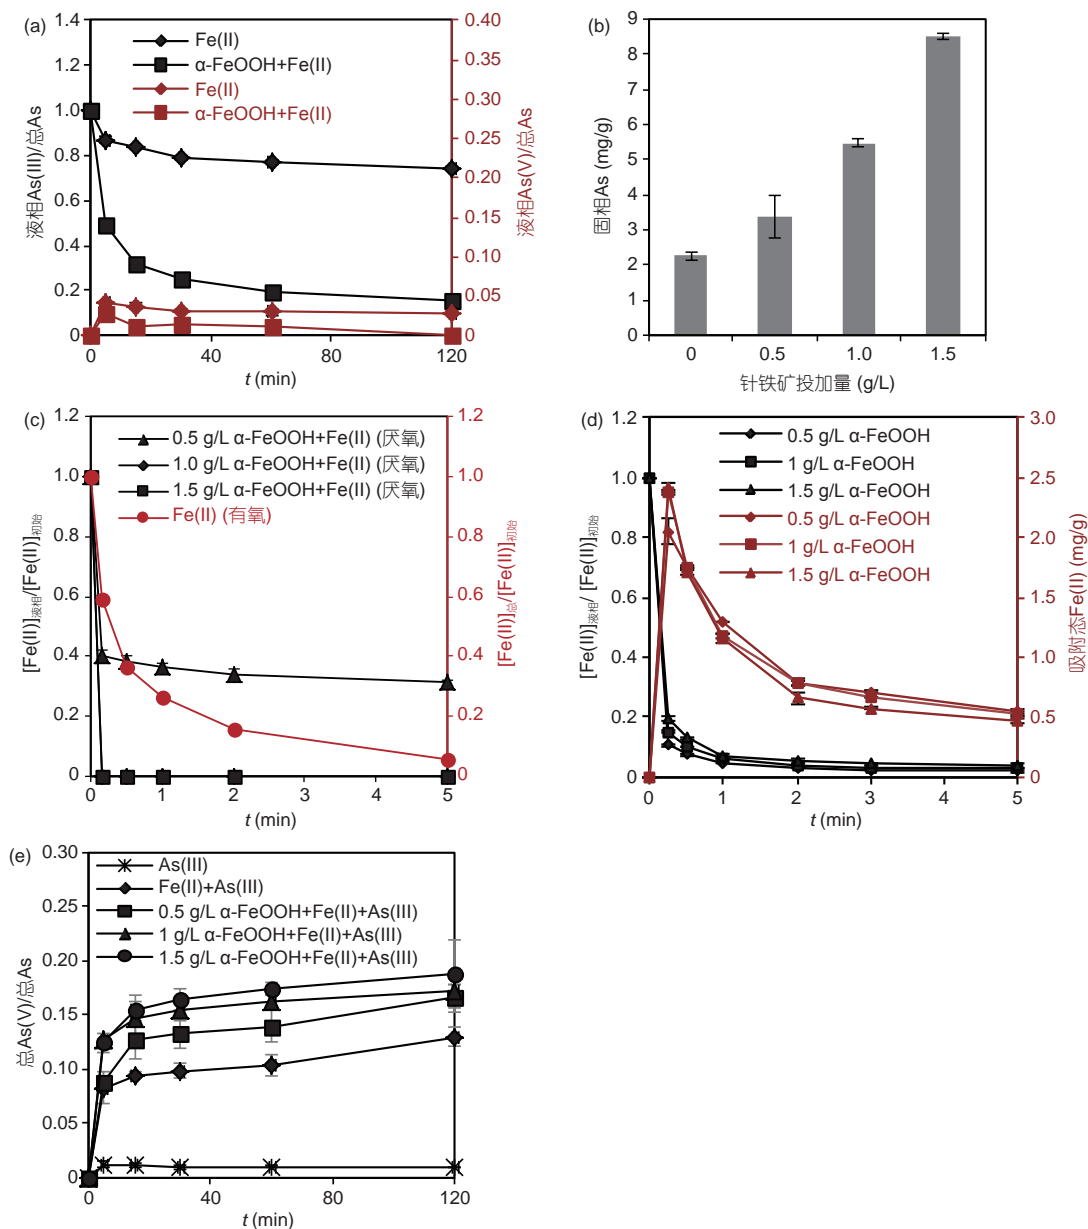 (a)
1.4
1.2
1.0
0.8
0.6
0.4
0.2
0
液相As(III)/总As
Fe(II)
α-FeOOH+Fe(II)
Fe(II)
α-FeOOH+Fe(II)
0.40
0.35
0.30
0.25
0.20
0.15
0.10
0.05
0
液相As(V)/总As
0 40 80 120
t (min)
(b)
9
8
7
6
5
4
3
2
1
0
固相As (mg/g)
0 0.5 1.0 1.5
针铁矿投加量 (g/L)
(c)
1.2
1.0
0.8
0.6
0.4
0.2
0
[Fe(II)]液相/[Fe(II)]初始
0.5 g/L α-FeOOH+Fe(II) (厌氧)
1.0 g/L α-FeOOH+Fe(II) (厌氧)
1.5 g/L α-FeOOH+Fe(II) (厌氧)
Fe(II) (有氧)
1.2
1.0
0.8
0.6
0.4
0.2
0
[Fe(II)]总/[Fe(II)]初始
0 1 2 3 4 5
t (min)
(d)
1.2
1.0
0.8
0.6
0.4
0.2
0
[Fe(II)]液相/ [Fe(II)]初始
0.5 g/L α-FeOOH
1 g/L α-FeOOH
1.5 g/L α-FeOOH
0.5 g/L α-FeOOH
1 g/L α-FeOOH
1.5 g/L α-FeOOH
3.0
2.5
2.0
1.5
1.0
0.5
0
吸附态Fe(II) (mg/g)
0 1 2 3 4 5
t (min)
(e)
0.30
0.25
0.20
0.15
0.10
0.05
0
总As(V)/总As
As(III)
Fe(II)+As(III)
0.5 g/L α-FeOOH+Fe(II)+As(III)
1 g/L α-FeOOH+Fe(II)+As(III)
1.5 g/L α-FeOOH+Fe(II)+As(III)
0 40 80 120
t (min)